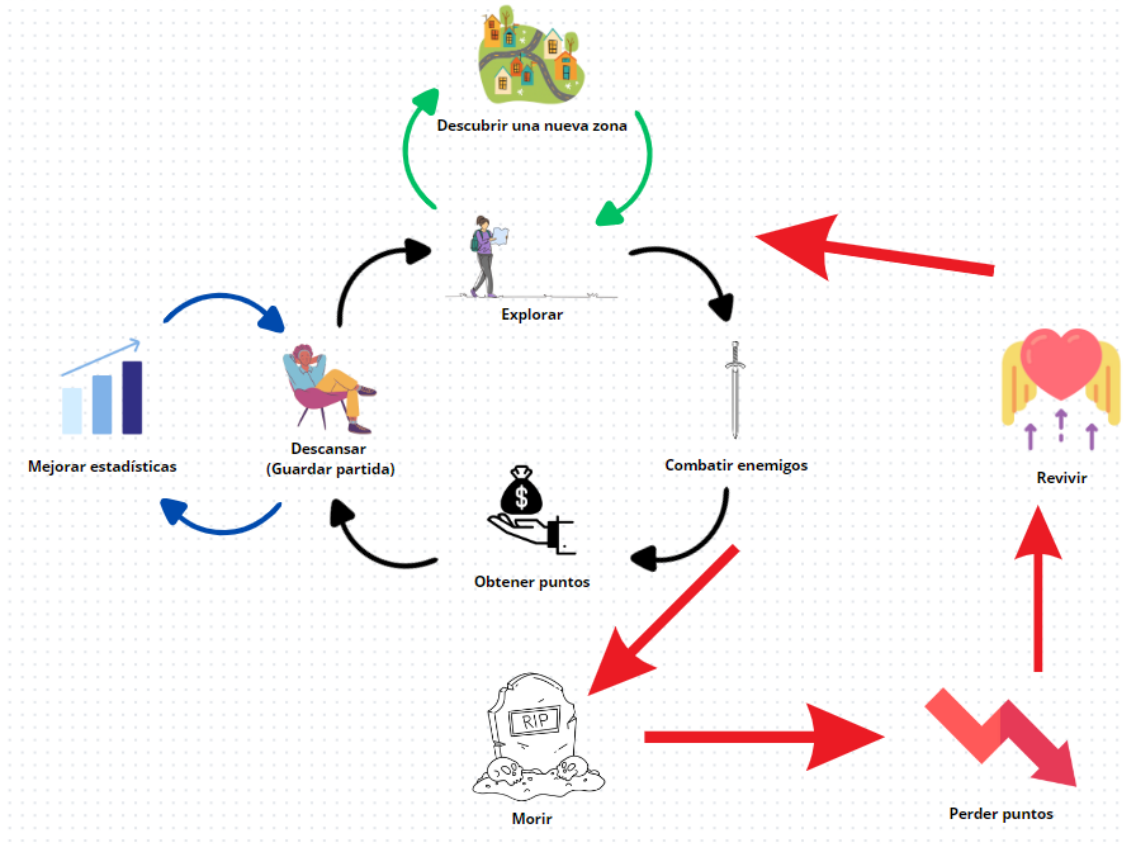 Descubrir una nueva zona
Explorar
Mejorar estadísticas
Descansar
(Guardar partida)
Combatir enemigos
Revivir
$
Obtener puntos
RIP
Morir
Perder puntos